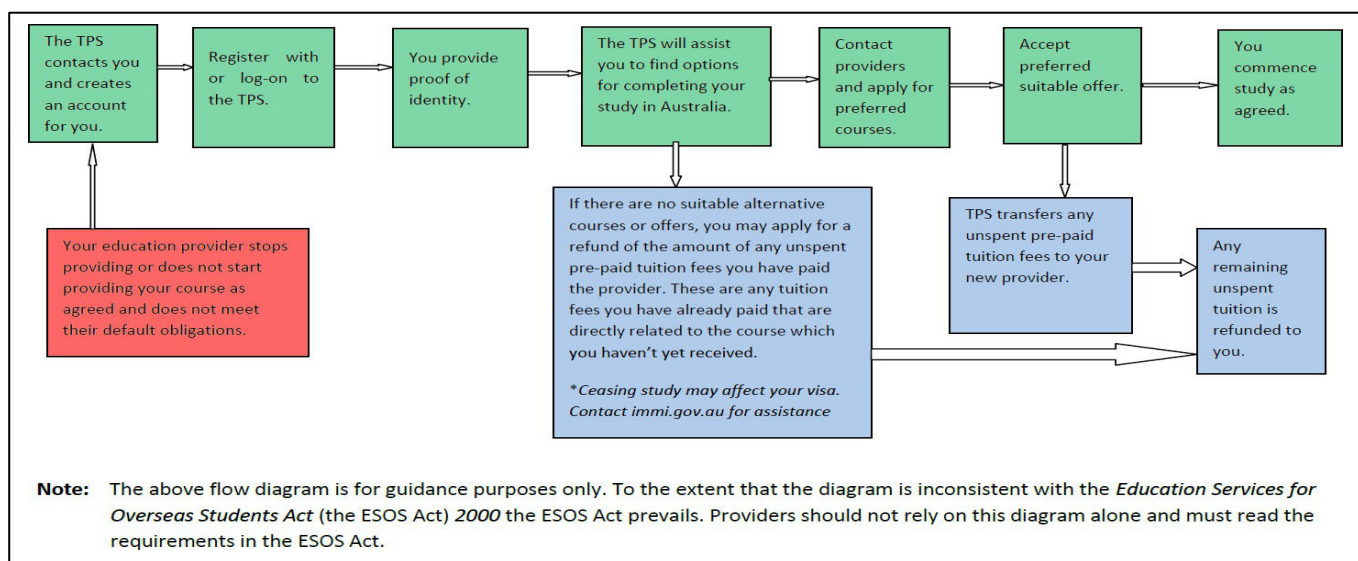 The TPS
contacts you
and creates
an account
for you.
Register with
or log-on to
the TPS.
You provide
proof of
identity.
The TPS will assist
you to find options
for completing your
study in Australia.
Contact
providers
and apply for
preferred
courses.
Accept
preferred
suitable offer.
You
commence
study as
agreed.
Your education provider stops
providing or does not start
providing your course as
agreed and does not meet
their default obligations.
If there are no suitable alternative
courses or offers, you may apply for a
refund of the amount of any unspent
pre-paid tuition fees you have paid
the provider. These are any tuition
fees you have already paid that are
directly related to the course which
you haven't yet received.
*Ceasing study may affect your visa.
Contact immi.gov.au for assistance
TPS transfers any
unspent pre-paid
tuition fees to your
new provider.
Any
remaining
unspent
tuition is
refunded to
you.
Note: The above flow diagram is for guidance purposes only. To the extent that the diagram is inconsistent with the Education Services for
Overseas Students Act (the ESOS Act) 2000 the ESOS Act prevails. Providers should not rely on this diagram alone and must read the
requirements in the ESOS Act.